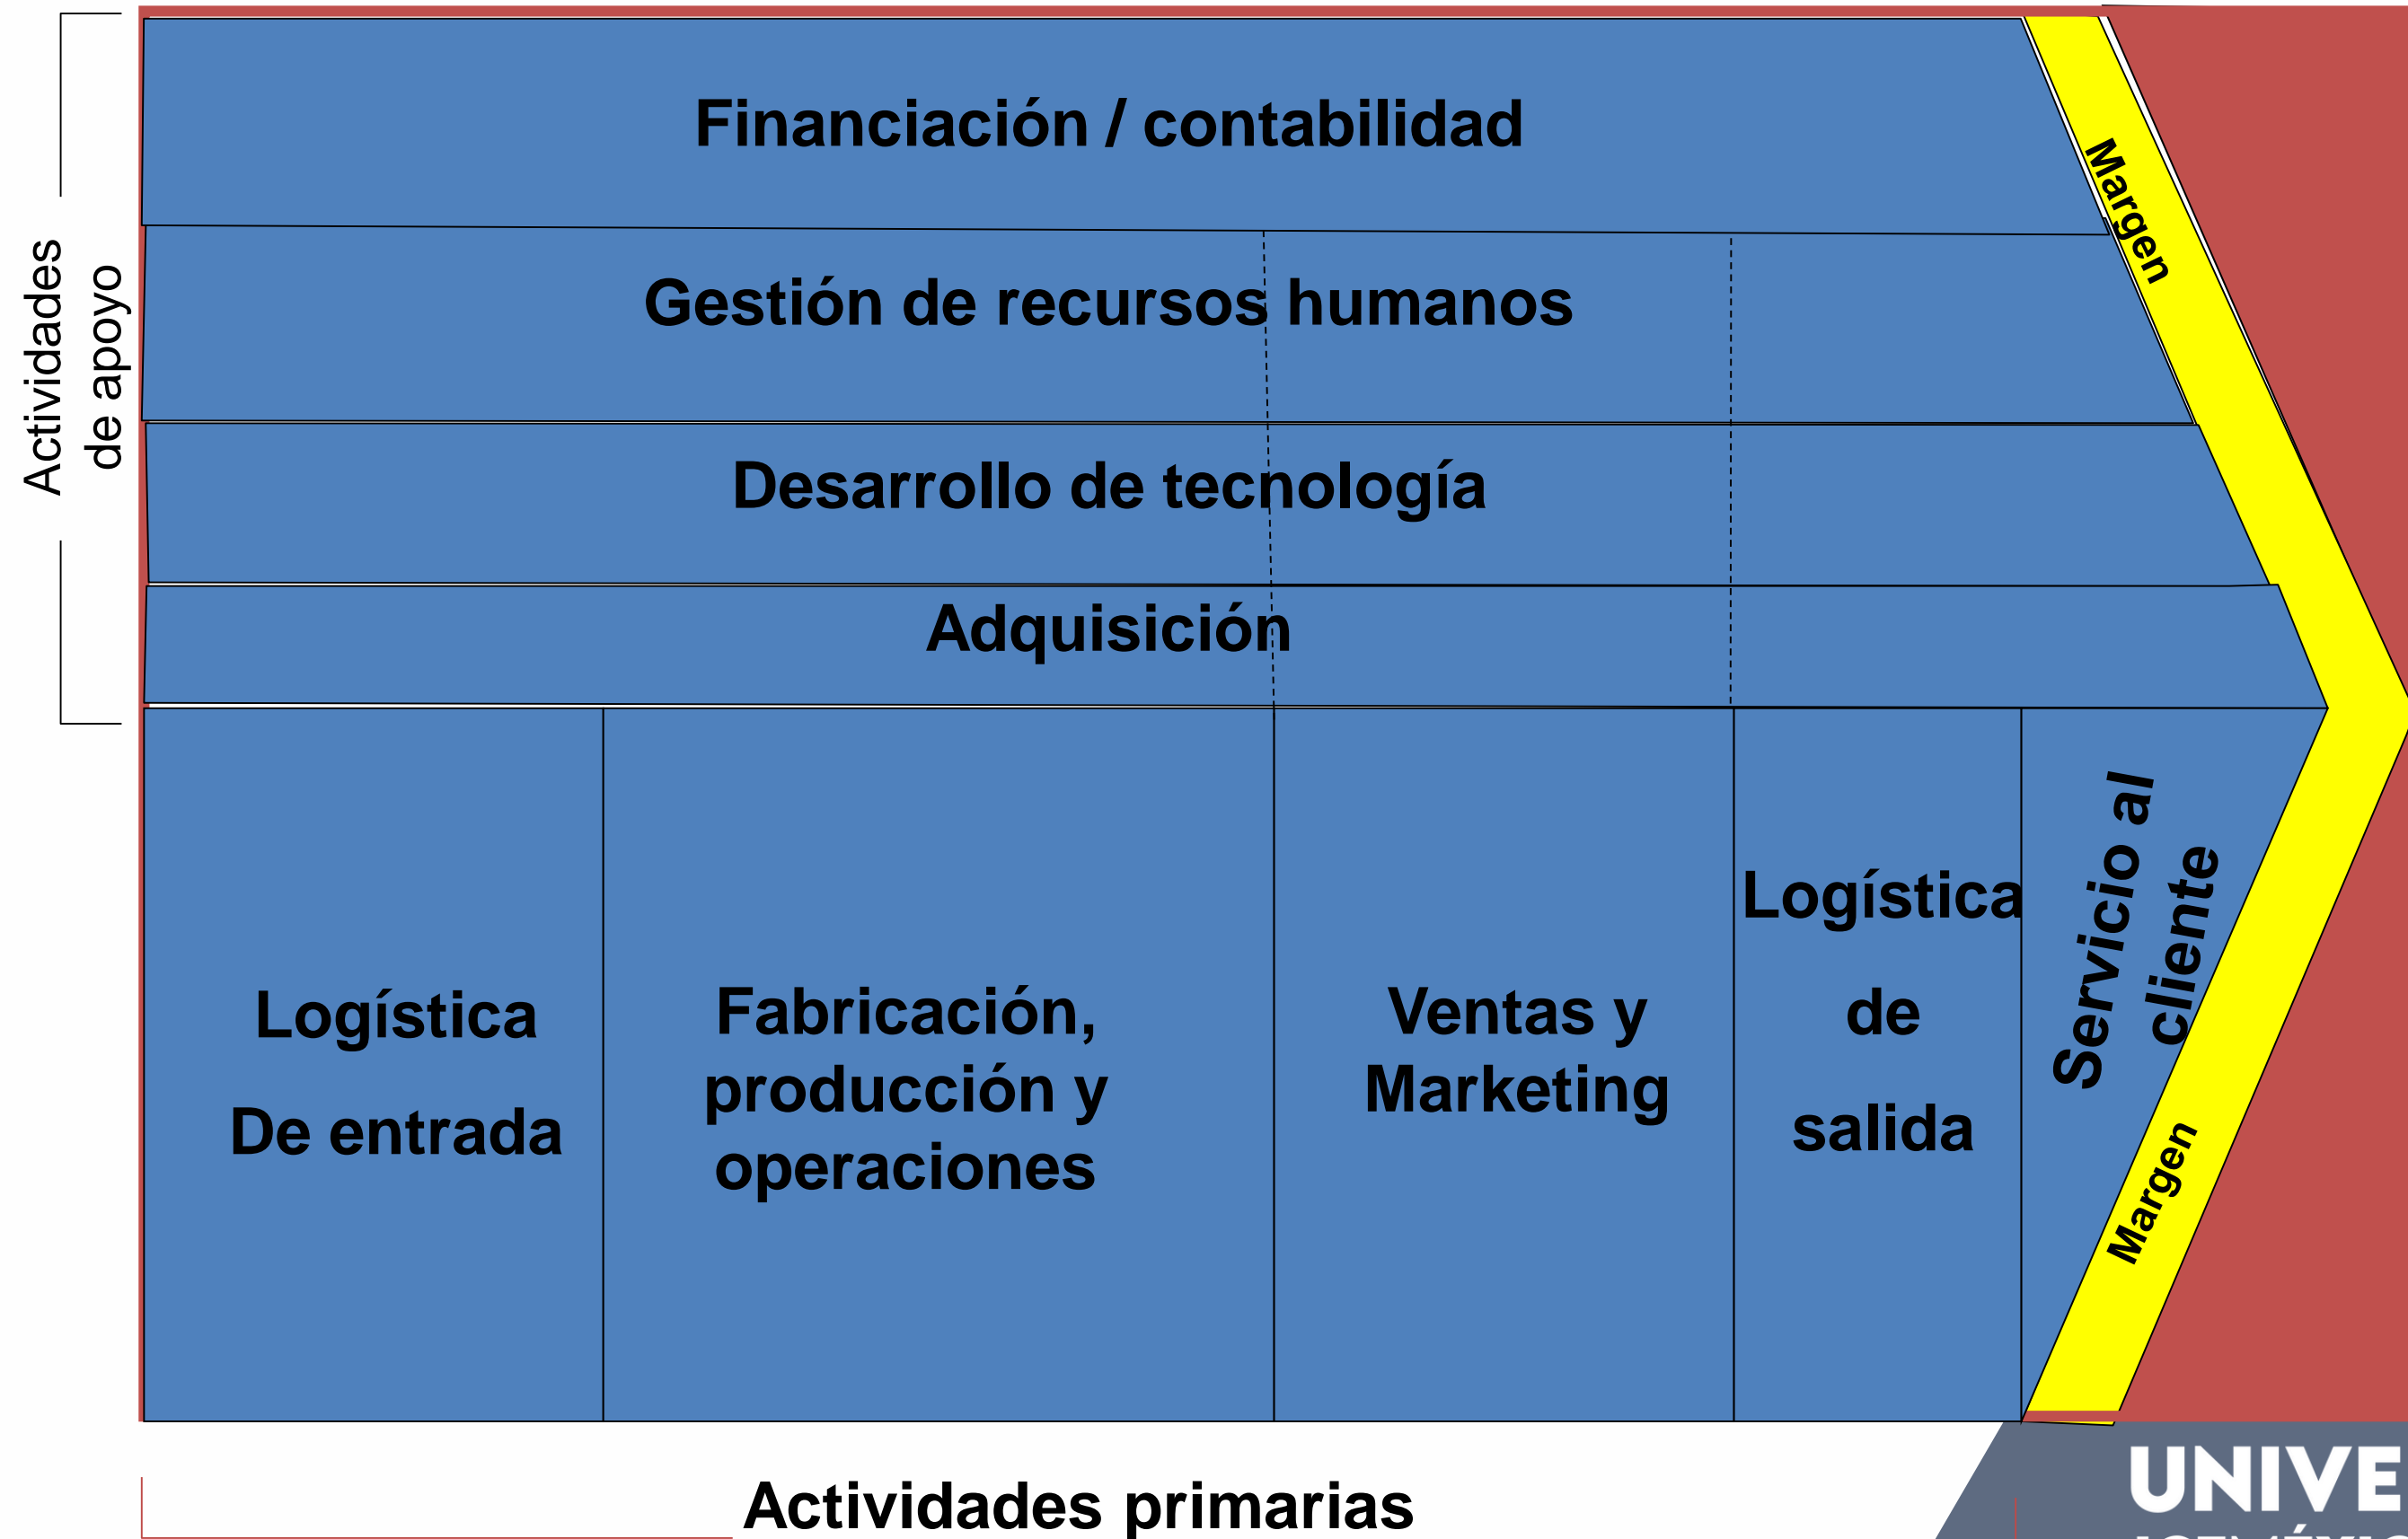 Financiación / contabilidad
Margen
Actividades
de apoyo
Gestión de recursos humanos
Desarrollo de tecnología
Adquisición
Logística
De entrada
Fabricación,
producción y
operaciones
Ventas y
Marketing
Logística
de
salida
Servicio al
cliente
Margen
Actividades primarias
UNIVE